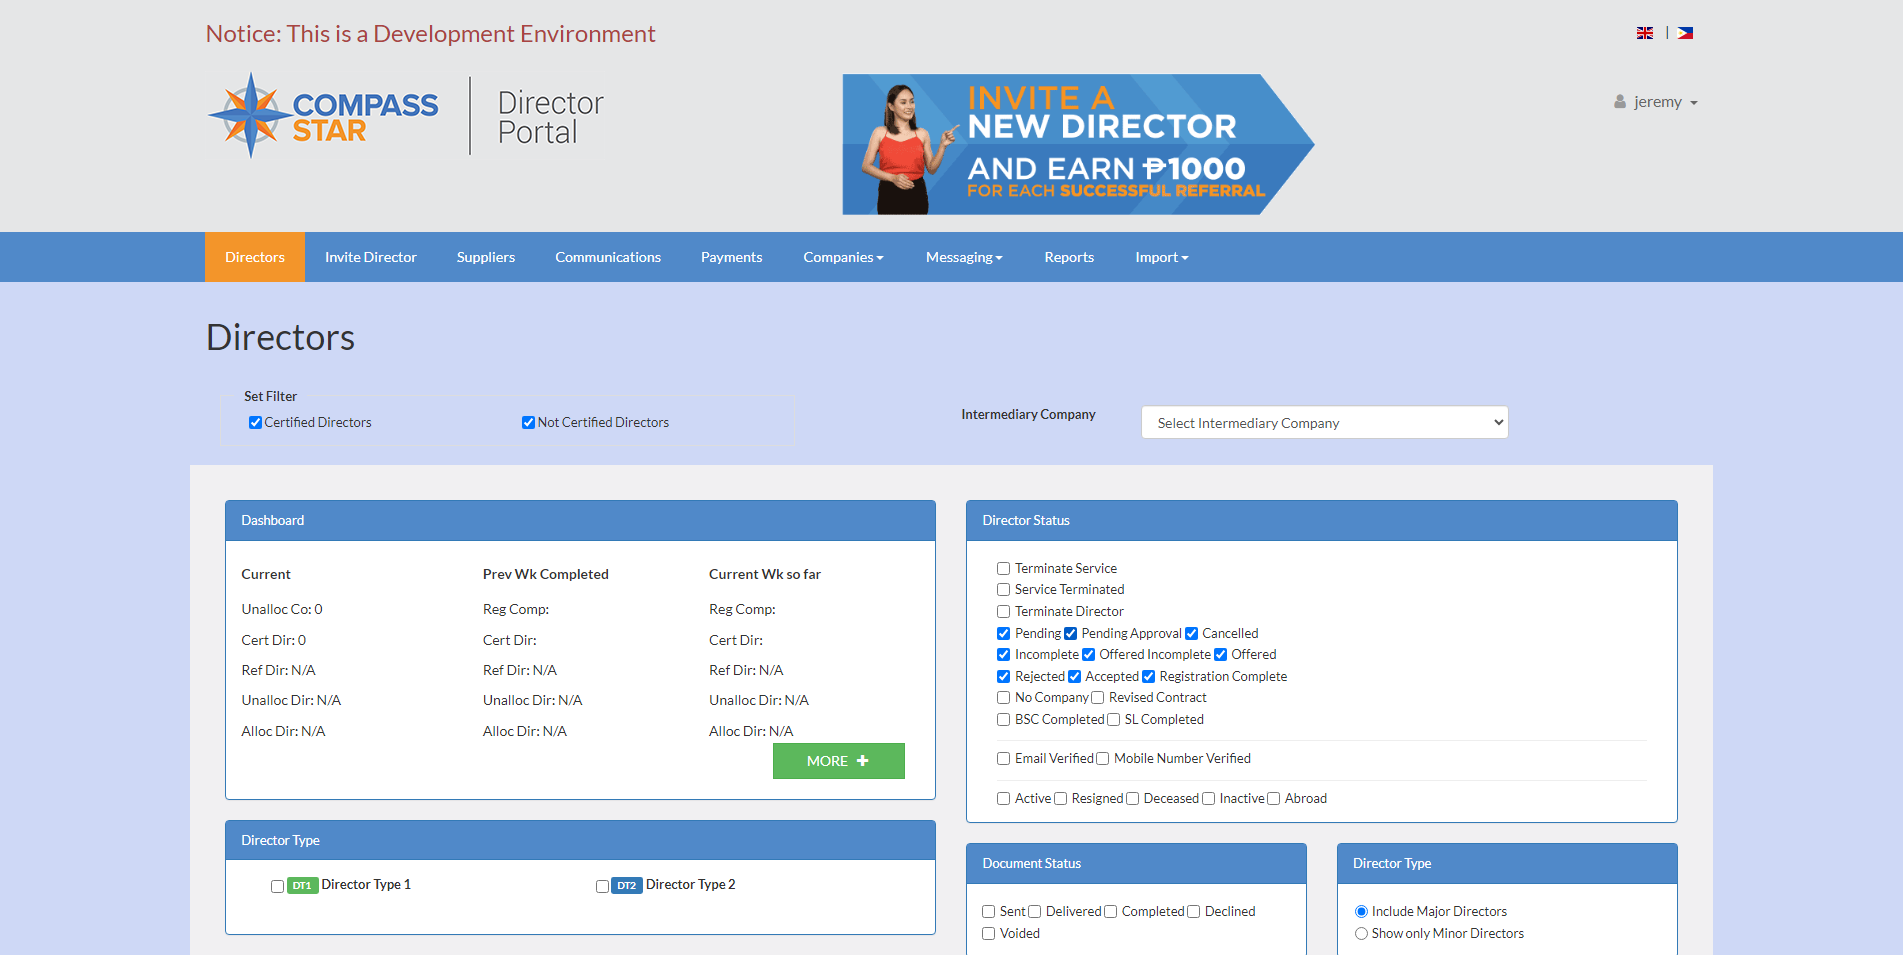 Notice: This is a Development Environment
|
COMPASS
STAR
Director
Portal
INVITE A
NEW DIRECTOR
AND EARN ₱1000
FOR EACH SUCCESSFUL REFERRAL
jeremy
Directors Invite Director Suppliers Communications Payments Companies Messaging Reports Import
Directors
Set Filter
Certified Directors Not Certified Directors
Intermediary Company Select Intermediary Company
Dashboard
Current Prev Wk Completed Current Wk so far
Unalloc Co: 0 Reg Comp: Reg Comp:
Cert Dir: 0 Cert Dir: Cert Dir:
Ref Dir: N/A Ref Dir: N/A Ref Dir: N/A
Unalloc Dir: N/A Unalloc Dir: N/A Unalloc Dir: N/A
Alloc Dir: N/A Alloc Dir: N/A Alloc Dir: N/A
MORE +
Director Type
DT1 Director Type 1 DT2 Director Type 2
Director Status
Terminate Service
Service Terminated
Terminate Director
Pending Pending Approval Cancelled
Incomplete Offered Incomplete Offered
Rejected Accepted Registration Complete
No Company Revised Contract
BSC Completed SL Completed
Email Verified Mobile Number Verified
Active Resigned Deceased Inactive Abroad
Document Status
Sent Delivered Completed Declined
Voided
Director Type
Include Major Directors
Show only Minor Directors